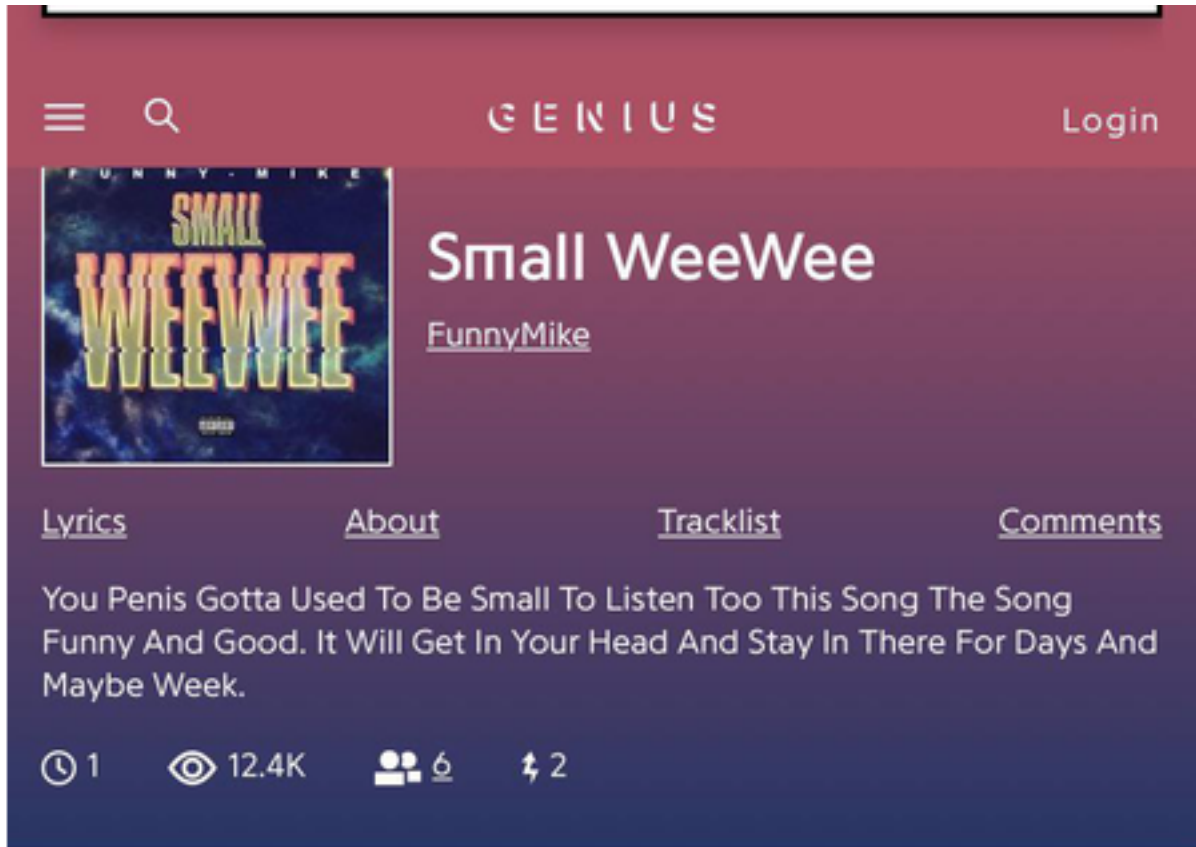 GENIUS
Login
FUNNY-MIKE
SMALL
WEEWEE
Small WeeWee
FunnyMike
Lyrics About Tracklist Comments
You Penis Gotta Used To Be Small To Listen Too This Song The Song
Funny And Good. It Will Get In Your Head And Stay In There For Days And
Maybe Week.
1 12.4K 6 2